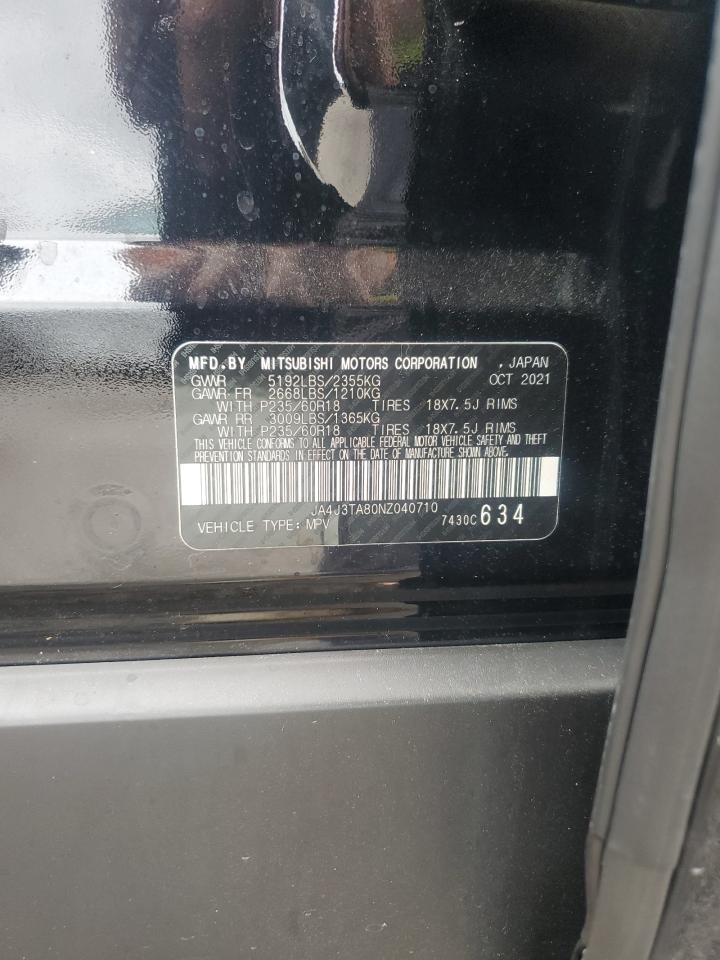 MFD.BY MITSUBISHI MOTORS CORPORATION , JAPAN
GVWR 5192LBS/2355KG OCT 2021
GAWR FR 2668LBS/1210KG
WITH P235/60R18 TIRES 18X7.5J RIMS
GAWR RR 3009LBS/1365KG
WITH P235/60R18 TIRES 18X7.5J RIMS
THIS VEHICLE CONFORMS TO ALL APPLICABLE FEDERAL MOTOR VEHICLE SAFETY AND THEFT
PREVENTION STANDARDS IN EFFECT ON THE DATE OF MANUFACTURE SHOWN ABOVE.
JA4J3TA80NZ040710
VEHICLE TYPE: MPV 7430C 634